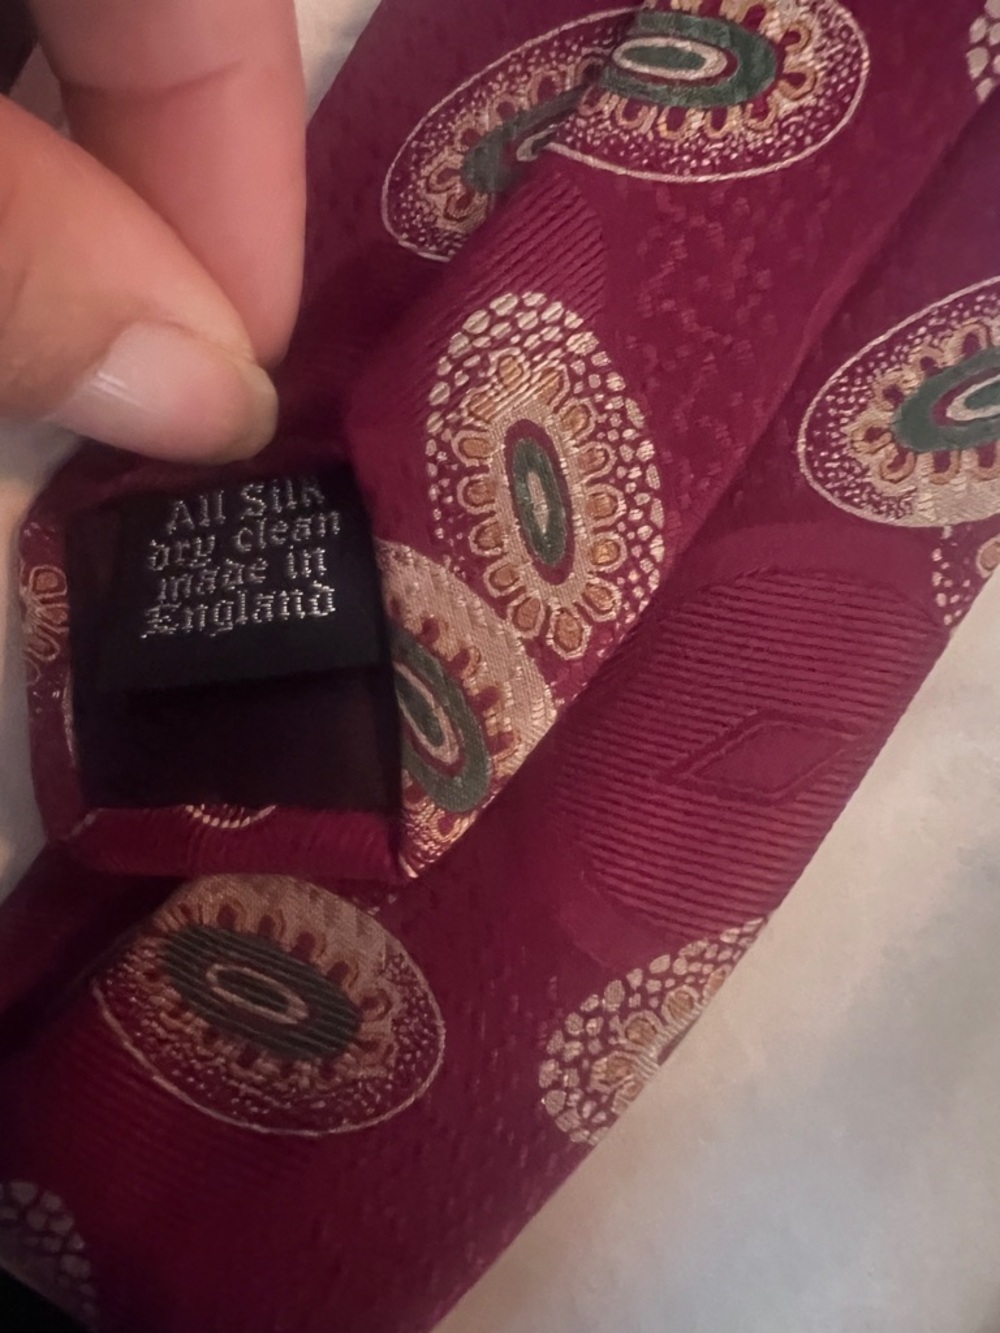 All Silk
dry clean
made in
England